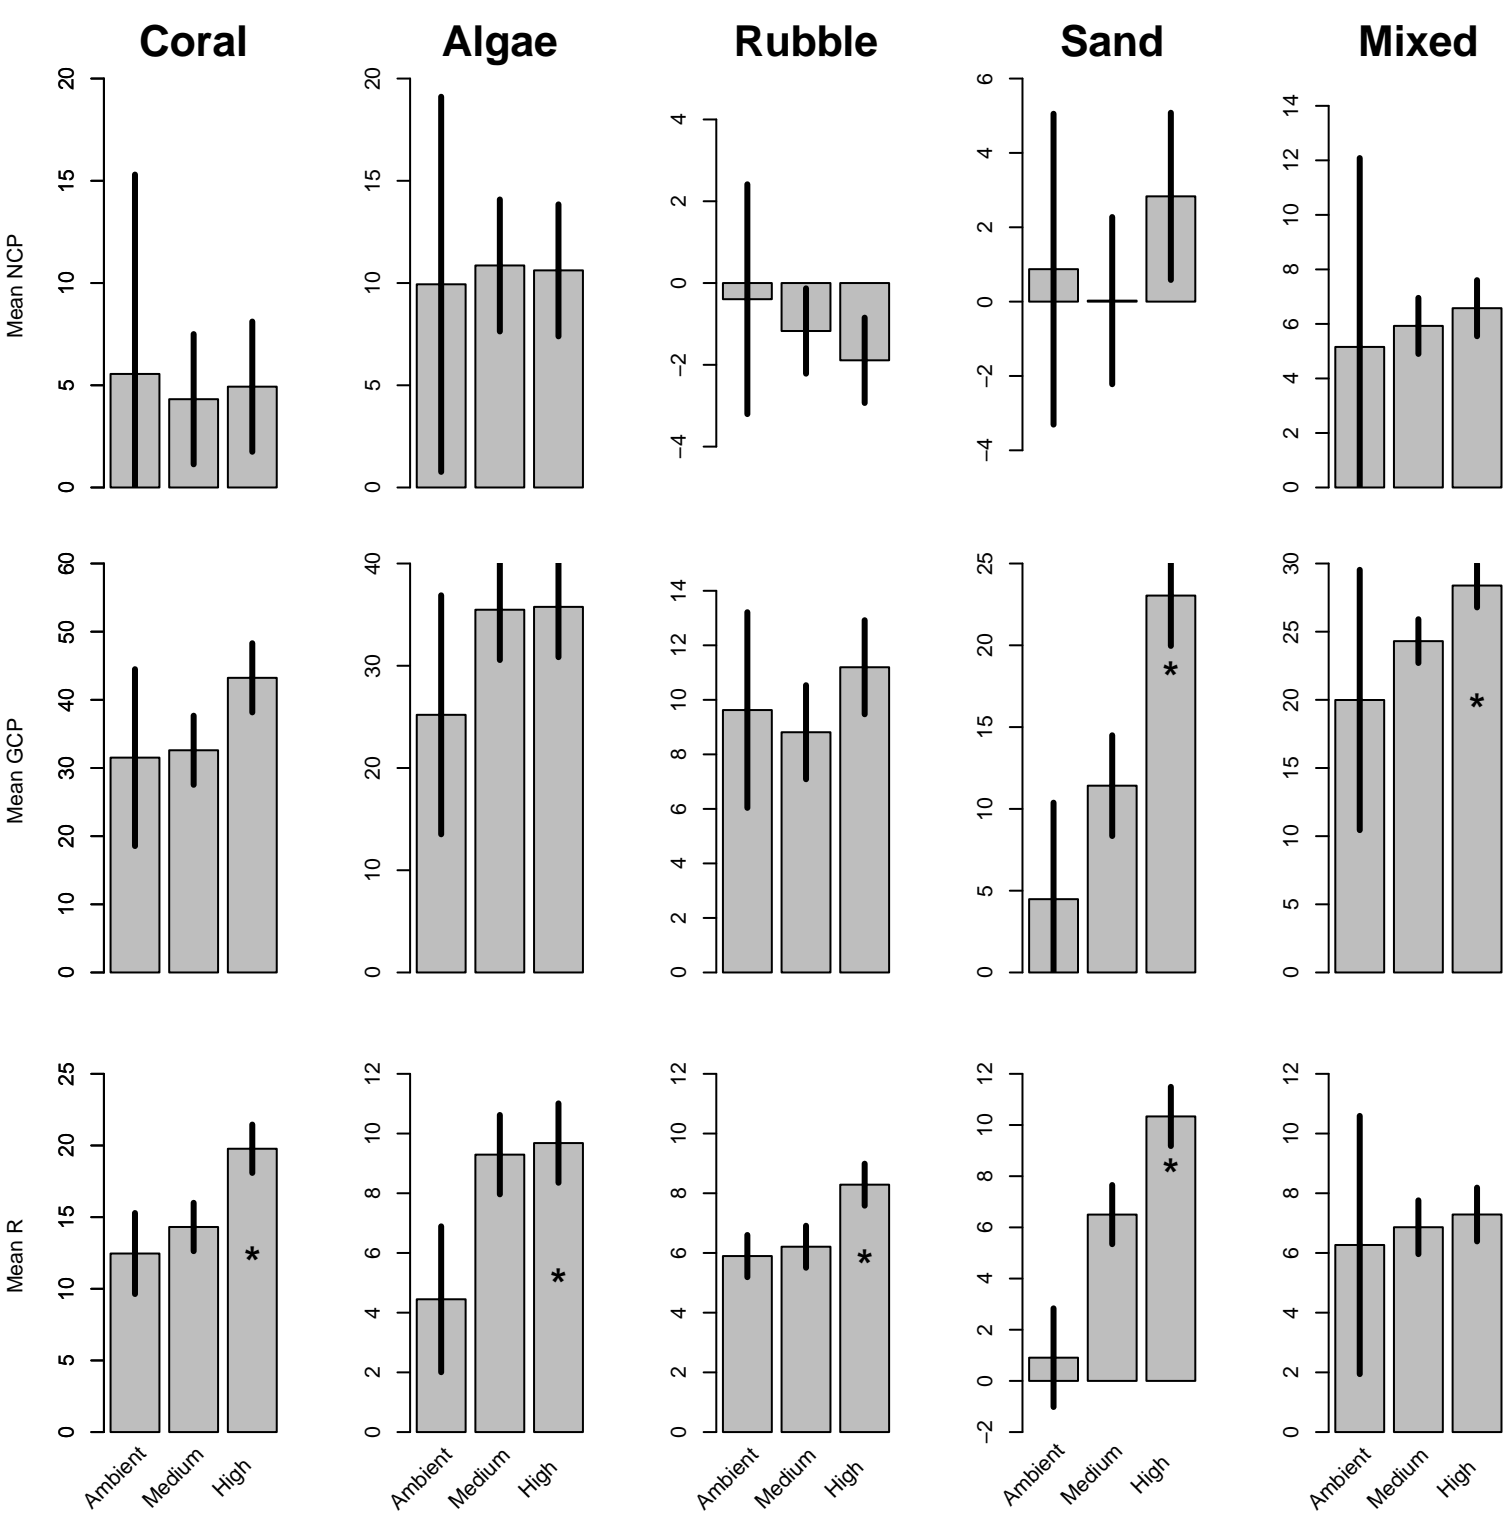 Coral Algae Rubble Sand Mixed
Mean NCP
0 5 10 15 20
0 5 10 15 20
−4 −2 0 2 4
−4 −2 0 2 4 6
0 2 4 6 8 10 12 14
Mean GCP
0 10 20 30 40 50 60
0 10 20 30 40
0 2 4 6 8 10 12 14
0 5 10 15 20 25
*
0 5 10 15 20 25 30
*
Mean R
0 5 10 15 20 25
*
0 2 4 6 8 10 12
*
0 2 4 6 8 10 12
*
−2 0 2 4 6 8 10 12
*
0 2 4 6 8 10 12
Ambient Medium High
Ambient Medium High
Ambient Medium High
Ambient Medium High
Ambient Medium High